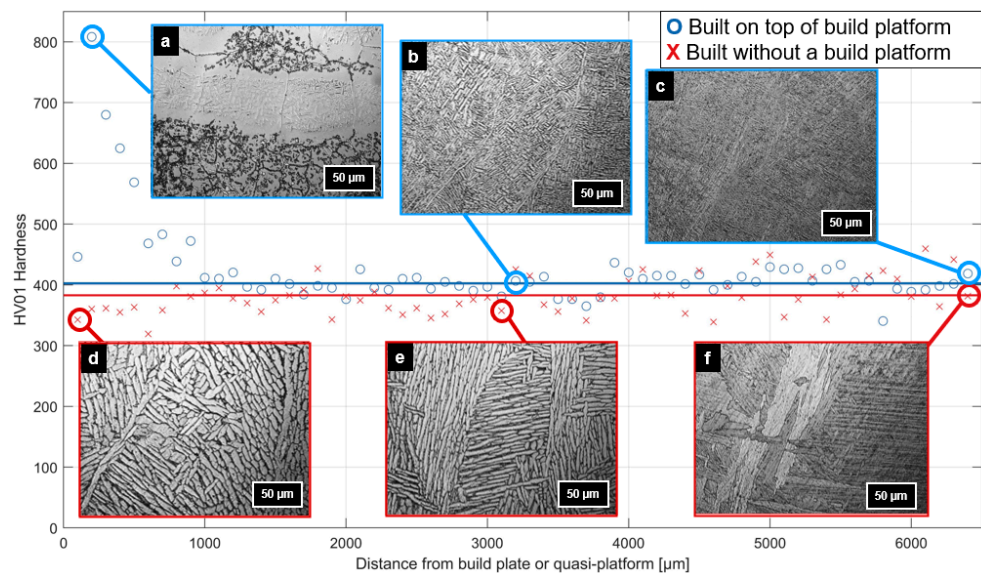 O Built on top of build platform
X Built without a build platform
HV01 Hardness
800
700
600
500
400
300
200
100
0
a
50 µm
b
50 µm
c
50 µm
d
50 µm
e
50 µm
f
50 µm
0 1000 2000 3000 4000 5000 6000
Distance from build plate or quasi-platform [µm]